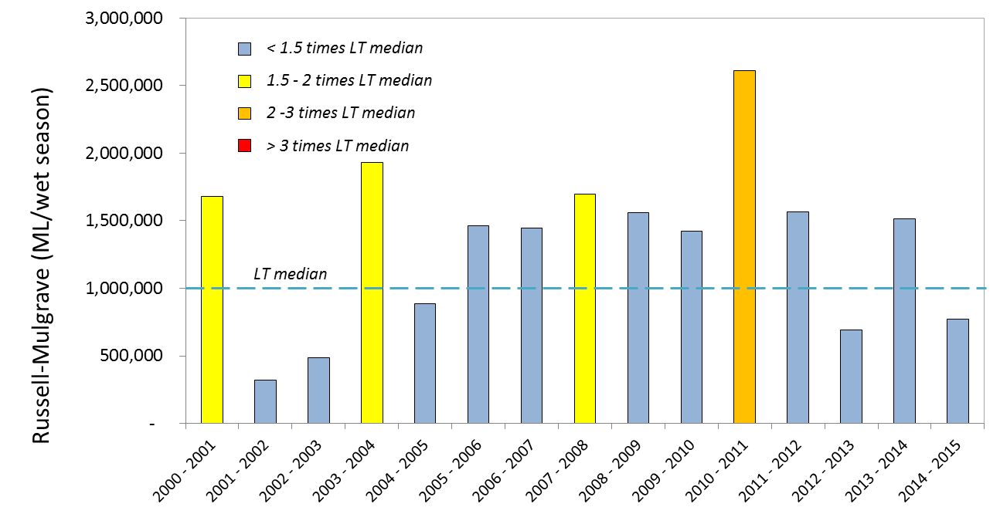 Russell-Mulgrave (ML/wet season)
3,000,000
2,500,000
2,000,000
1,500,000
1,000,000
500,000
-
< 1.5 times LT median
1.5 - 2 times LT median
2 -3 times LT median
> 3 times LT median
LT median
2000 - 2001
2001 - 2002
2002 - 2003
2003 - 2004
2004 - 2005
2005 - 2006
2006 - 2007
2007 - 2008
2008 - 2009
2009 - 2010
2010 - 2011
2011 - 2012
2012 - 2013
2013 - 2014
2014 - 2015